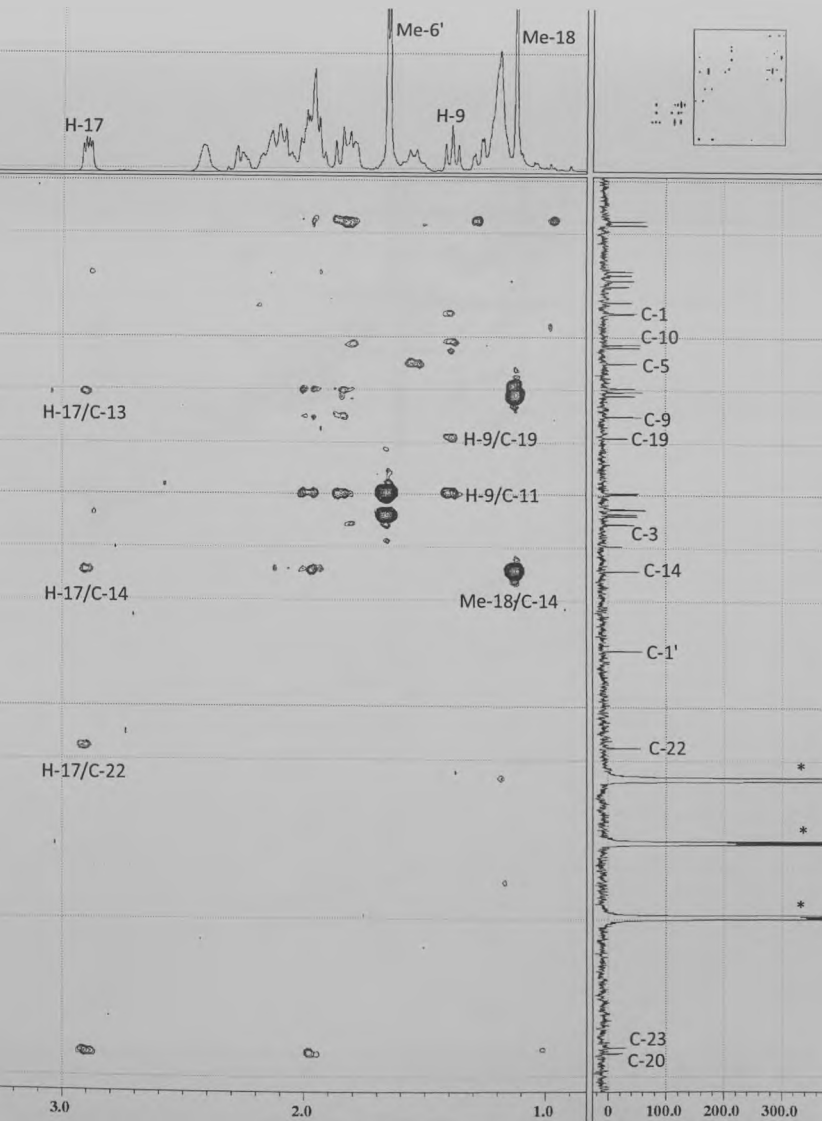 Me-6'
Me-18
H-17
H-9
C-1
C-10
C-5
H-17/C-13
C-9
H-9/C-19
C-19
H-9/C-11
C-3
C-14
H-17/C-14
Me-18/C-14
C-1'
C-22
H-17/C-22
*
*
*
C-23
C-20
3.0
2.0
1.0
0
100.0
200.0
300.0